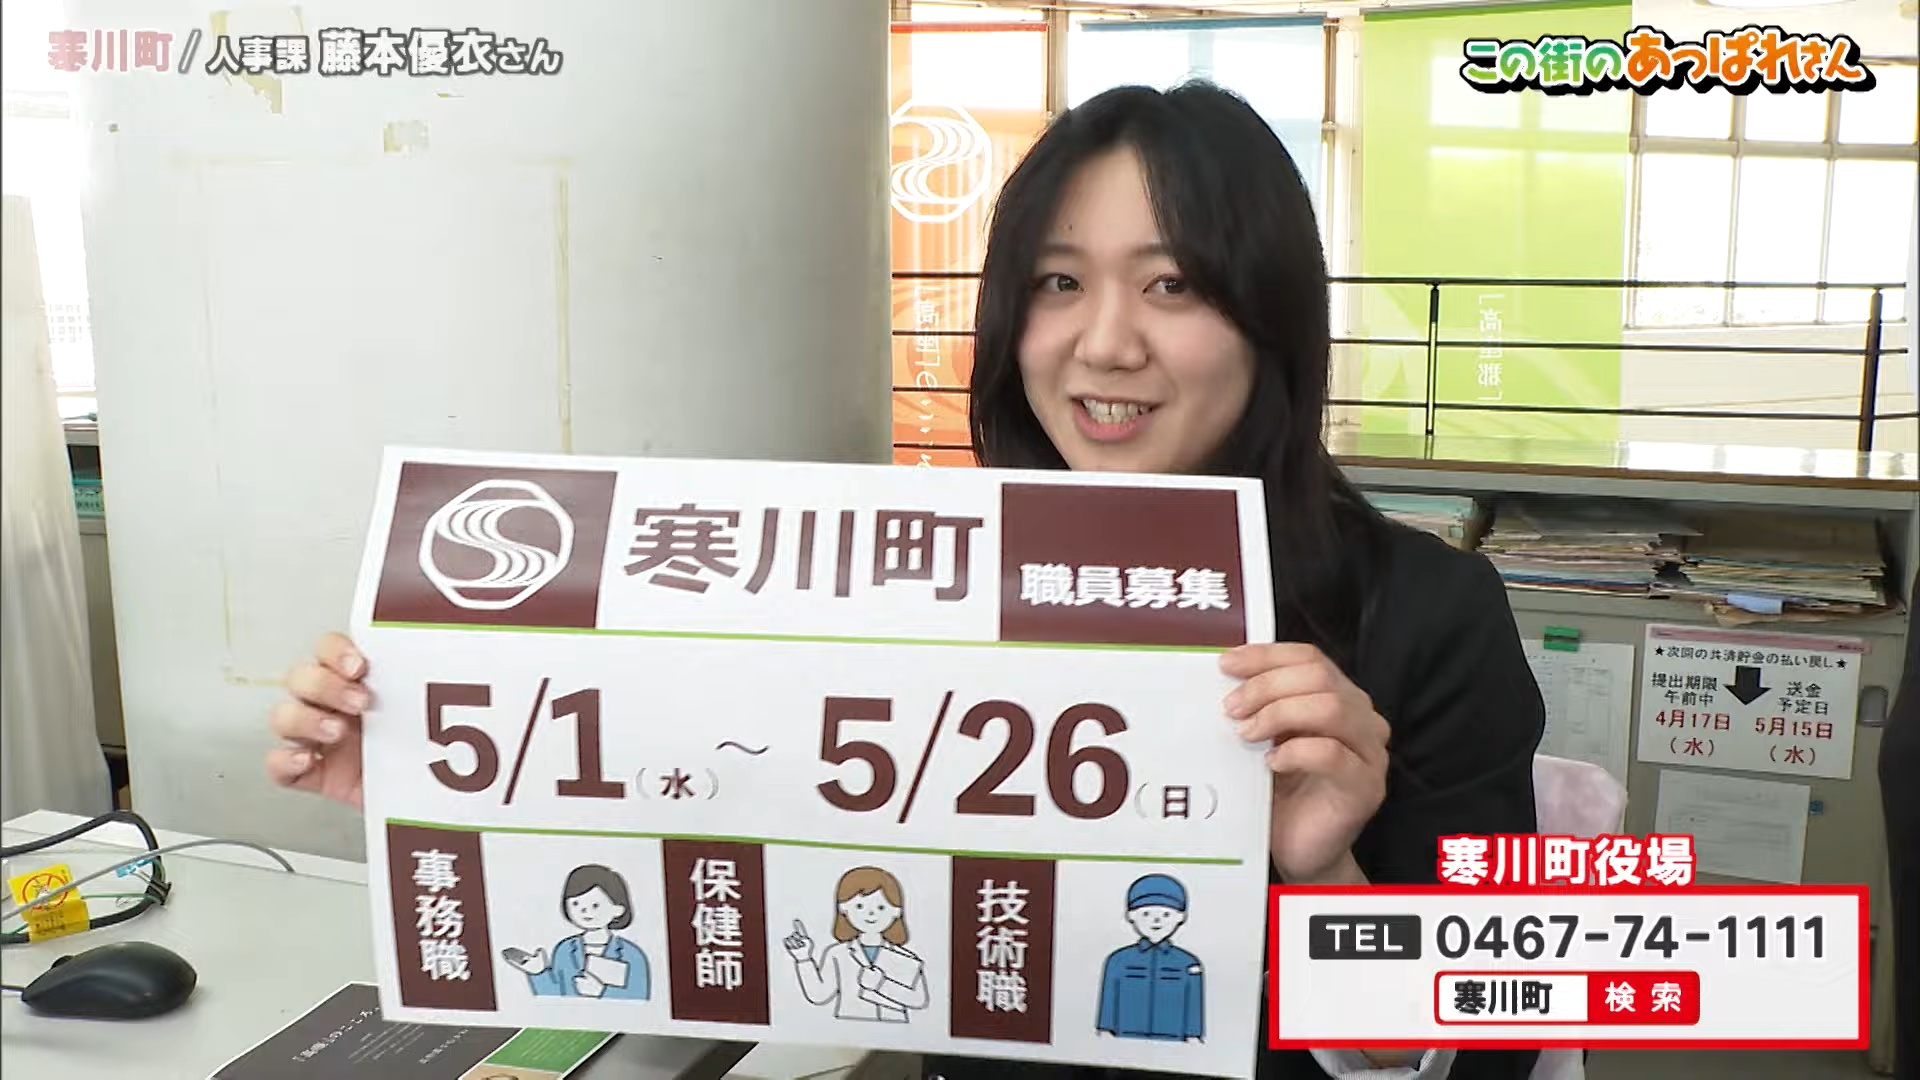 寒川町/人事課 藤本優衣さん
この街のあっぱれさん
寒川町
職員募集
5/1(水)～5/26(日)
事務職
保健師
技術職
★次回の共済貯金の払い戻し★
提出期限
午前中
4月17日
(水)
送金
予定日
5月15日
(水)
寒川町役場
TEL 0467-74-1111
寒川町 検索